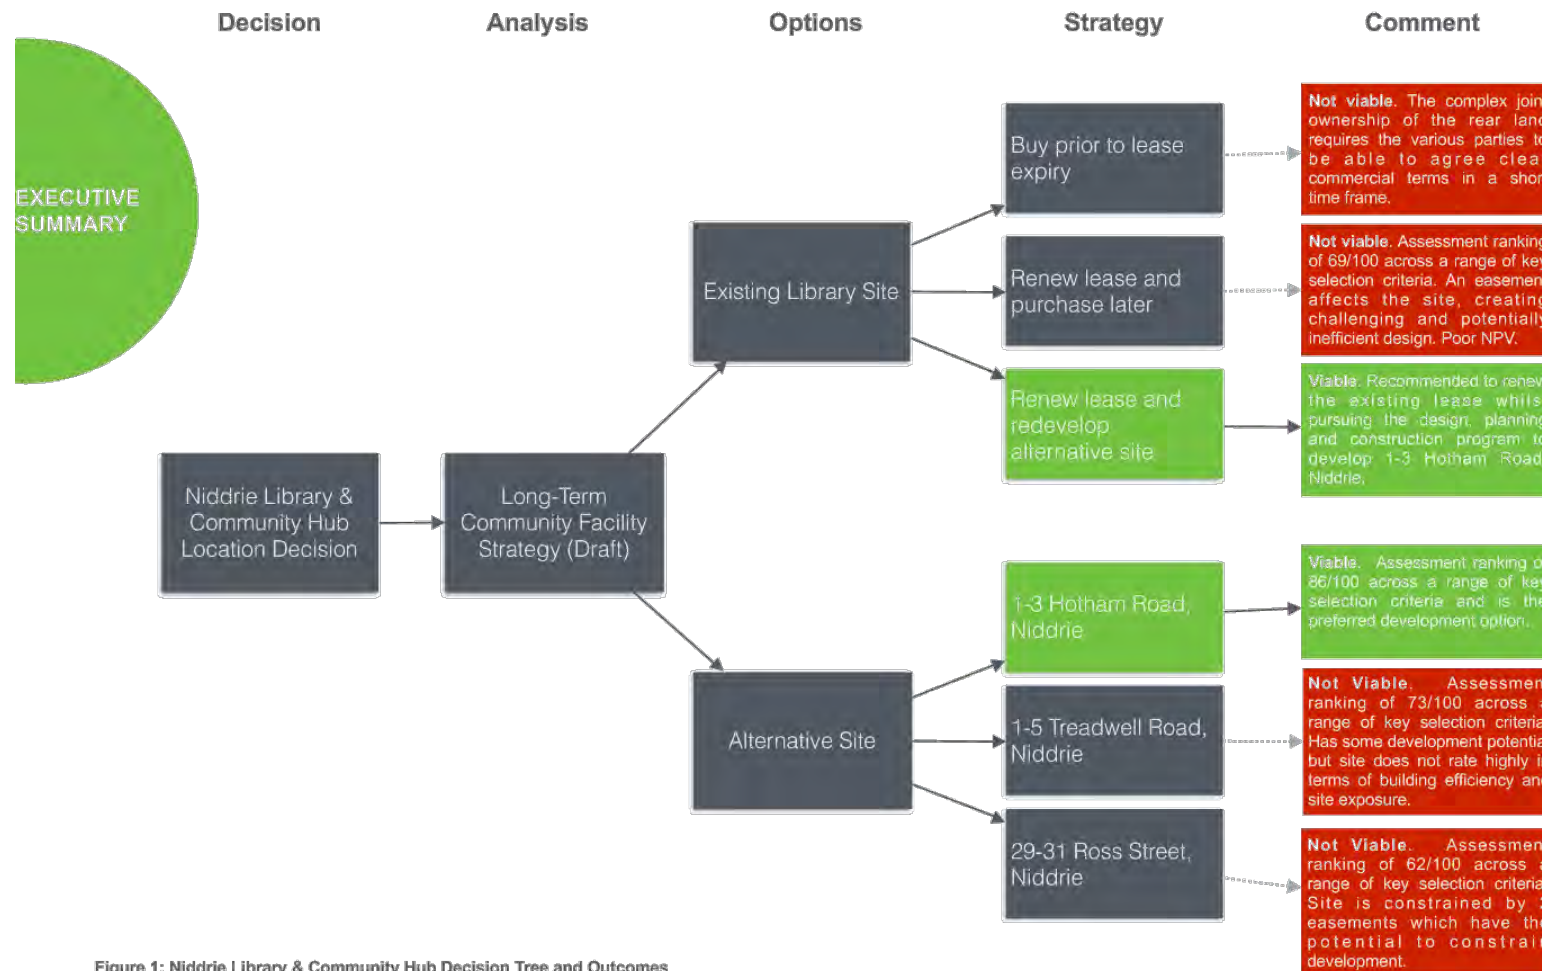 Decision
Analysis
Options
Strategy
Comment
EXECUTIVE
SUMMARY
Niddrie Library &
Community Hub
Location Decision
Long-Term
Community Facility
Strategy (Draft)
Existing Library Site
Alternative Site
Buy prior to lease
expiry
Renew lease and
purchase later
Renew lease and
redevelop
alternative site
1-3 Hotham Road,
Niddrie
1-5 Treadwell Road,
Niddrie
29-31 Ross Street,
Niddrie
Not viable. The complex join
ownership of the rear land
requires the various parties to
be able to agree clea
commercial terms in a shor
time frame.
Not viable. Assessment ranking
of 69/100 across a range of key
selection criteria. An easemen
affects the site, creating
challenging and potentially
inefficient design. Poor NPV.
Viable. Recommended to renew
the existing lease whils
pursuing the design, planning
and construction program to
develop 1-3 Hotham Road
Niddrie.
Viable. Assessment ranking o
86/100 across a range of key
selection criteria and is the
preferred development option.
Not Viable. Assessmen
ranking of 73/100 across
range of key selection criteria
Has some development potentia
but site does not rate highly i
terms of building efficiency and
site exposure.
Not Viable. Assessmen
ranking of 62/100 across
range of key selection criteria
Site is constrained by
easements which have the
potential to constrain
development.
Figure 1: Niddrie Library & Community Hub Decision Tree and Outcomes